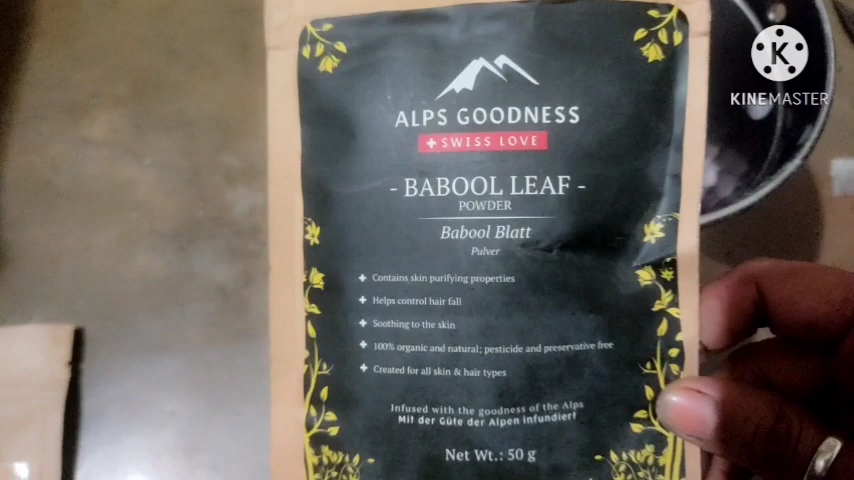 K
KINEMASTER
ALPS GOODNESS
SWISS LOVE
- BABOOL LEAF -
POWDER
Babool Blatt
Pulver
Contains skin purifying properties
Helps control hair fall
Soothing to the skin
100% organic and natural; pesticide and preservative free
Created for all skin & hair types
Infused with the goodness of the Alps
Mit der Güte der Alpen infundiert
Net Wt.: 50 g